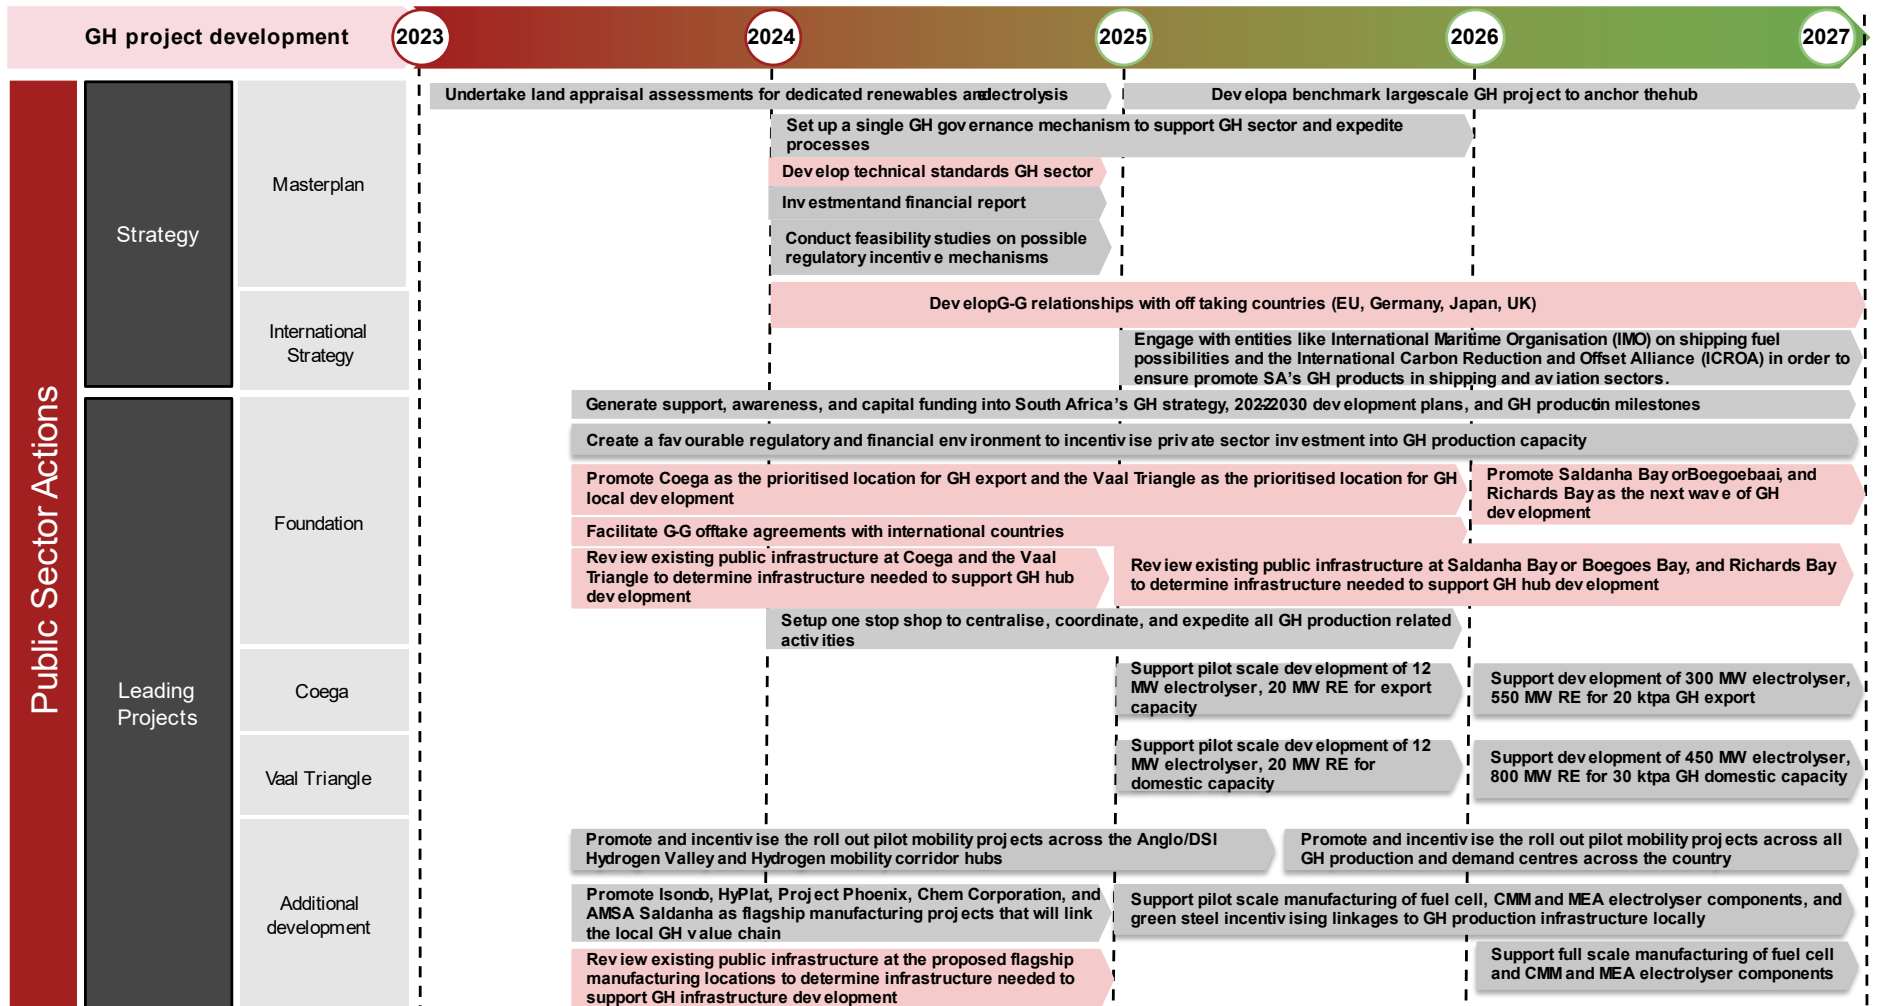 GH project development
2023
2024
2025
2026
2027
Public Sector Actions
Strategy
Masterplan
Undertake land appraisal assessments for dedicated renewables and electrolysis
Develop a benchmark large-scale GH project to anchor the hub
Set up a single GH governance mechanism to support GH sector and expedite
processes
Develop technical standards GH sector
Investment and financial report
Conduct feasibility studies on possible
regulatory incentive mechanisms
International
Strategy
Develop G-G relationships with off taking countries (EU, Germany, Japan, UK)
Engage with entities like International Maritime Organisation (IMO) on shipping fuel
possibilities and the International Carbon Reduction and Offset Alliance (ICROA) in order to
ensure promote SA's GH products in shipping and aviation sectors.
Leading
Projects
Foundation
Generate support, awareness, and capital funding into South Africa's GH strategy, 2022-2030 development plans, and GH production milestones
Create a favourable regulatory and financial environment to incentivise private sector investment into GH production capacity
Promote Coega as the prioritised location for GH export and the Vaal Triangle as the prioritised location for GH
local development
Promote Saldanha Bay or Boegoebaai, and
Richards Bay as the next wave of GH
development
Facilitate G-G offtake agreements with international countries
Review existing public infrastructure at Coega and the Vaal
Triangle to determine infrastructure needed to support GH hub
development
Review existing public infrastructure at Saldanha Bay or Boegoes Bay, and Richards Bay
to determine infrastructure needed to support GH hub development
Setup one stop shop to centralise, coordinate, and expedite all GH production related
activities
Coega
Support pilot scale development of 12
MW electrolyser, 20 MW RE for export
capacity
Support development of 300 MW electrolyser,
550 MW RE for 20 ktpa GH export
Vaal Triangle
Support pilot scale development of 12
MW electrolyser, 20 MW RE for
domestic capacity
Support development of 450 MW electrolyser,
800 MW RE for 30 ktpa GH domestic capacity
Additional
development
Promote and incentivise the roll out pilot mobility projects across the Anglo/DSI
Hydrogen Valley and Hydrogen mobility corridor hubs
Promote and incentivise the roll out pilot mobility projects across all
GH production and demand centres across the country
Promote Isondo, HyPlat, Project Phoenix, Chem Corporation, and
AMSA Saldanha as flagship manufacturing projects that will link
the local GH value chain
Support pilot scale manufacturing of fuel cell, CMM and MEA electrolyser components, and
green steel incentivising linkages to GH production infrastructure locally
Review existing public infrastructure at the proposed flagship
manufacturing locations to determine infrastructure needed to
support GH infrastructure development
Support full scale manufacturing of fuel cell
and CMM and MEA electrolyser components